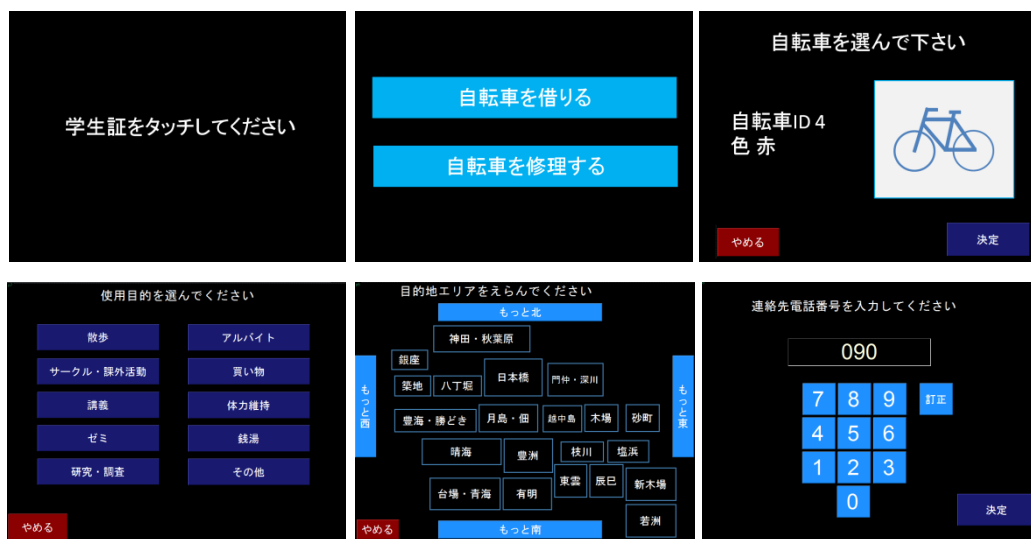 学生証をタッチしてください
自転車を借りる
自転車を修理する
自転車を選んで下さい
自転車ID 4
色 赤
やめる
決定
使用目的を選んでください
散歩
アルバイト
サークル・課外活動
買い物
講義
体力維持
ゼミ
銭湯
研究・調査
その他
やめる
目的地エリアをえらんでください
もっと北
神田・秋葉原
銀座
築地
八丁堀
日本橋
門仲・深川
もっと西
もっと東
豊海・勝どき
月島・佃
越中島
木場
砂町
晴海
豊洲
枝川
塩浜
台場・青海
有明
東雲
辰巳
新木場
若洲
やめる
もっと南
連絡先電話番号を入力してください
090
7 8 9 訂正
4 5 6
1 2 3
0
決定